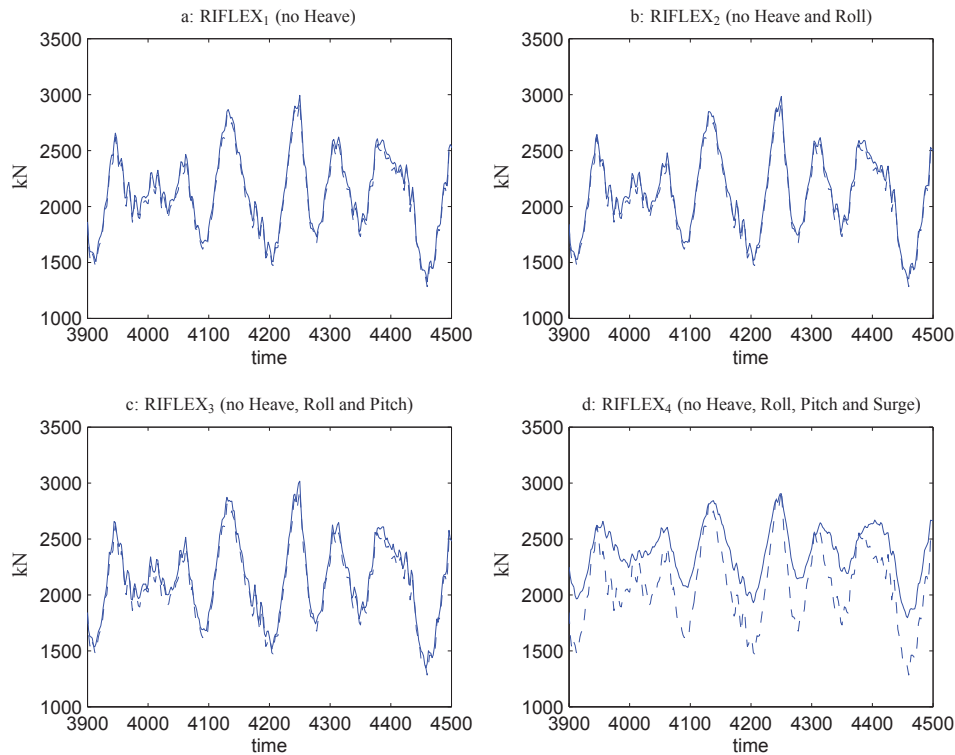 a: RIFLEX1 (no Heave)
3500
3000
2500
2000
1500
1000
kN
3900 4000 4100 4200 4300 4400 4500
time
b: RIFLEX2 (no Heave and Roll)
3500
3000
2500
2000
1500
1000
kN
3900 4000 4100 4200 4300 4400 4500
time
c: RIFLEX3 (no Heave, Roll and Pitch)
3500
3000
2500
2000
1500
1000
kN
3900 4000 4100 4200 4300 4400 4500
time
d: RIFLEX4 (no Heave, Roll, Pitch and Surge)
3500
3000
2500
2000
1500
1000
kN
3900 4000 4100 4200 4300 4400 4500
time